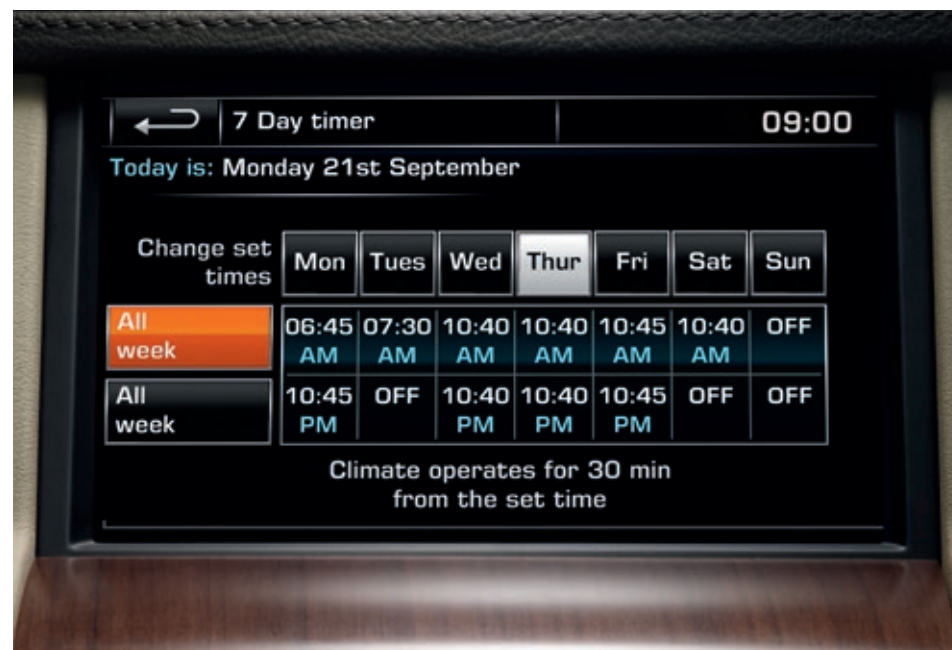 7 Day timer 09:00
Today is: Monday 21st September
Change set
times
Mon Tues Wed Thur Fri Sat Sun
All
week
06:45 07:30 10:40 10:40 10:45 10:40 OFF
AM AM AM AM AM AM
All
week
10:45 OFF 10:40 10:40 10:45 OFF OFF
PM PM PM PM
Climate operates for 30 min
from the set time